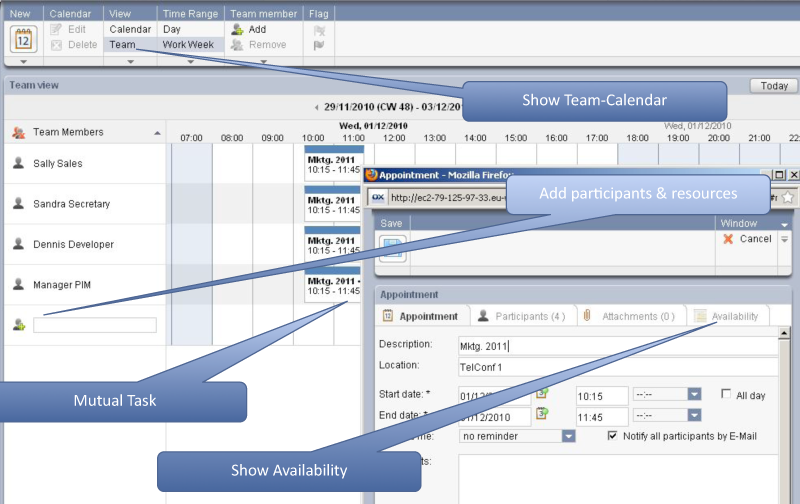 New Calendar View Time Range Team member Flag
Edit Calendar Day Add
12 Delete Team Work Week Remove
Team view Today
29/11/2010 (CW 48) - 03/12/20
Show Team-Calendar
Wed, 01/12/2010 Wed, 01/12/2010
Team Members 07:00 08:00 09:00 10:00 11:00 12:00 13:00 14:00 15:00 16:00 17:00 18:00 19:00 20:00 21:00 22:
Sally Sales
Mktg. 2011
10:15 - 11:45
Sandra Secretary
Mktg. 2011
10:15 - 11:45
Dennis Developer
Mktg. 2011
10:15 - 11:45
Manager PIM
Mktg. 2011
10:15 - 11:45
Appointment - Mozilla Firefo
http://ec2-79-125-97-33.eu-
Add participants & resources
Save Window
Cancel
Appointment
12 Appointment Participants (4) Attachments (0) Availability
Description: Mktg. 2011
Location: TelConf 1
Start date: * 01/12/2010 10:15 --:-- All day
End date: * 01/12/2010 11:45 --:--
me: no reminder Notify all participants by E-Mail
ts:
Mutual Task
Show Availability